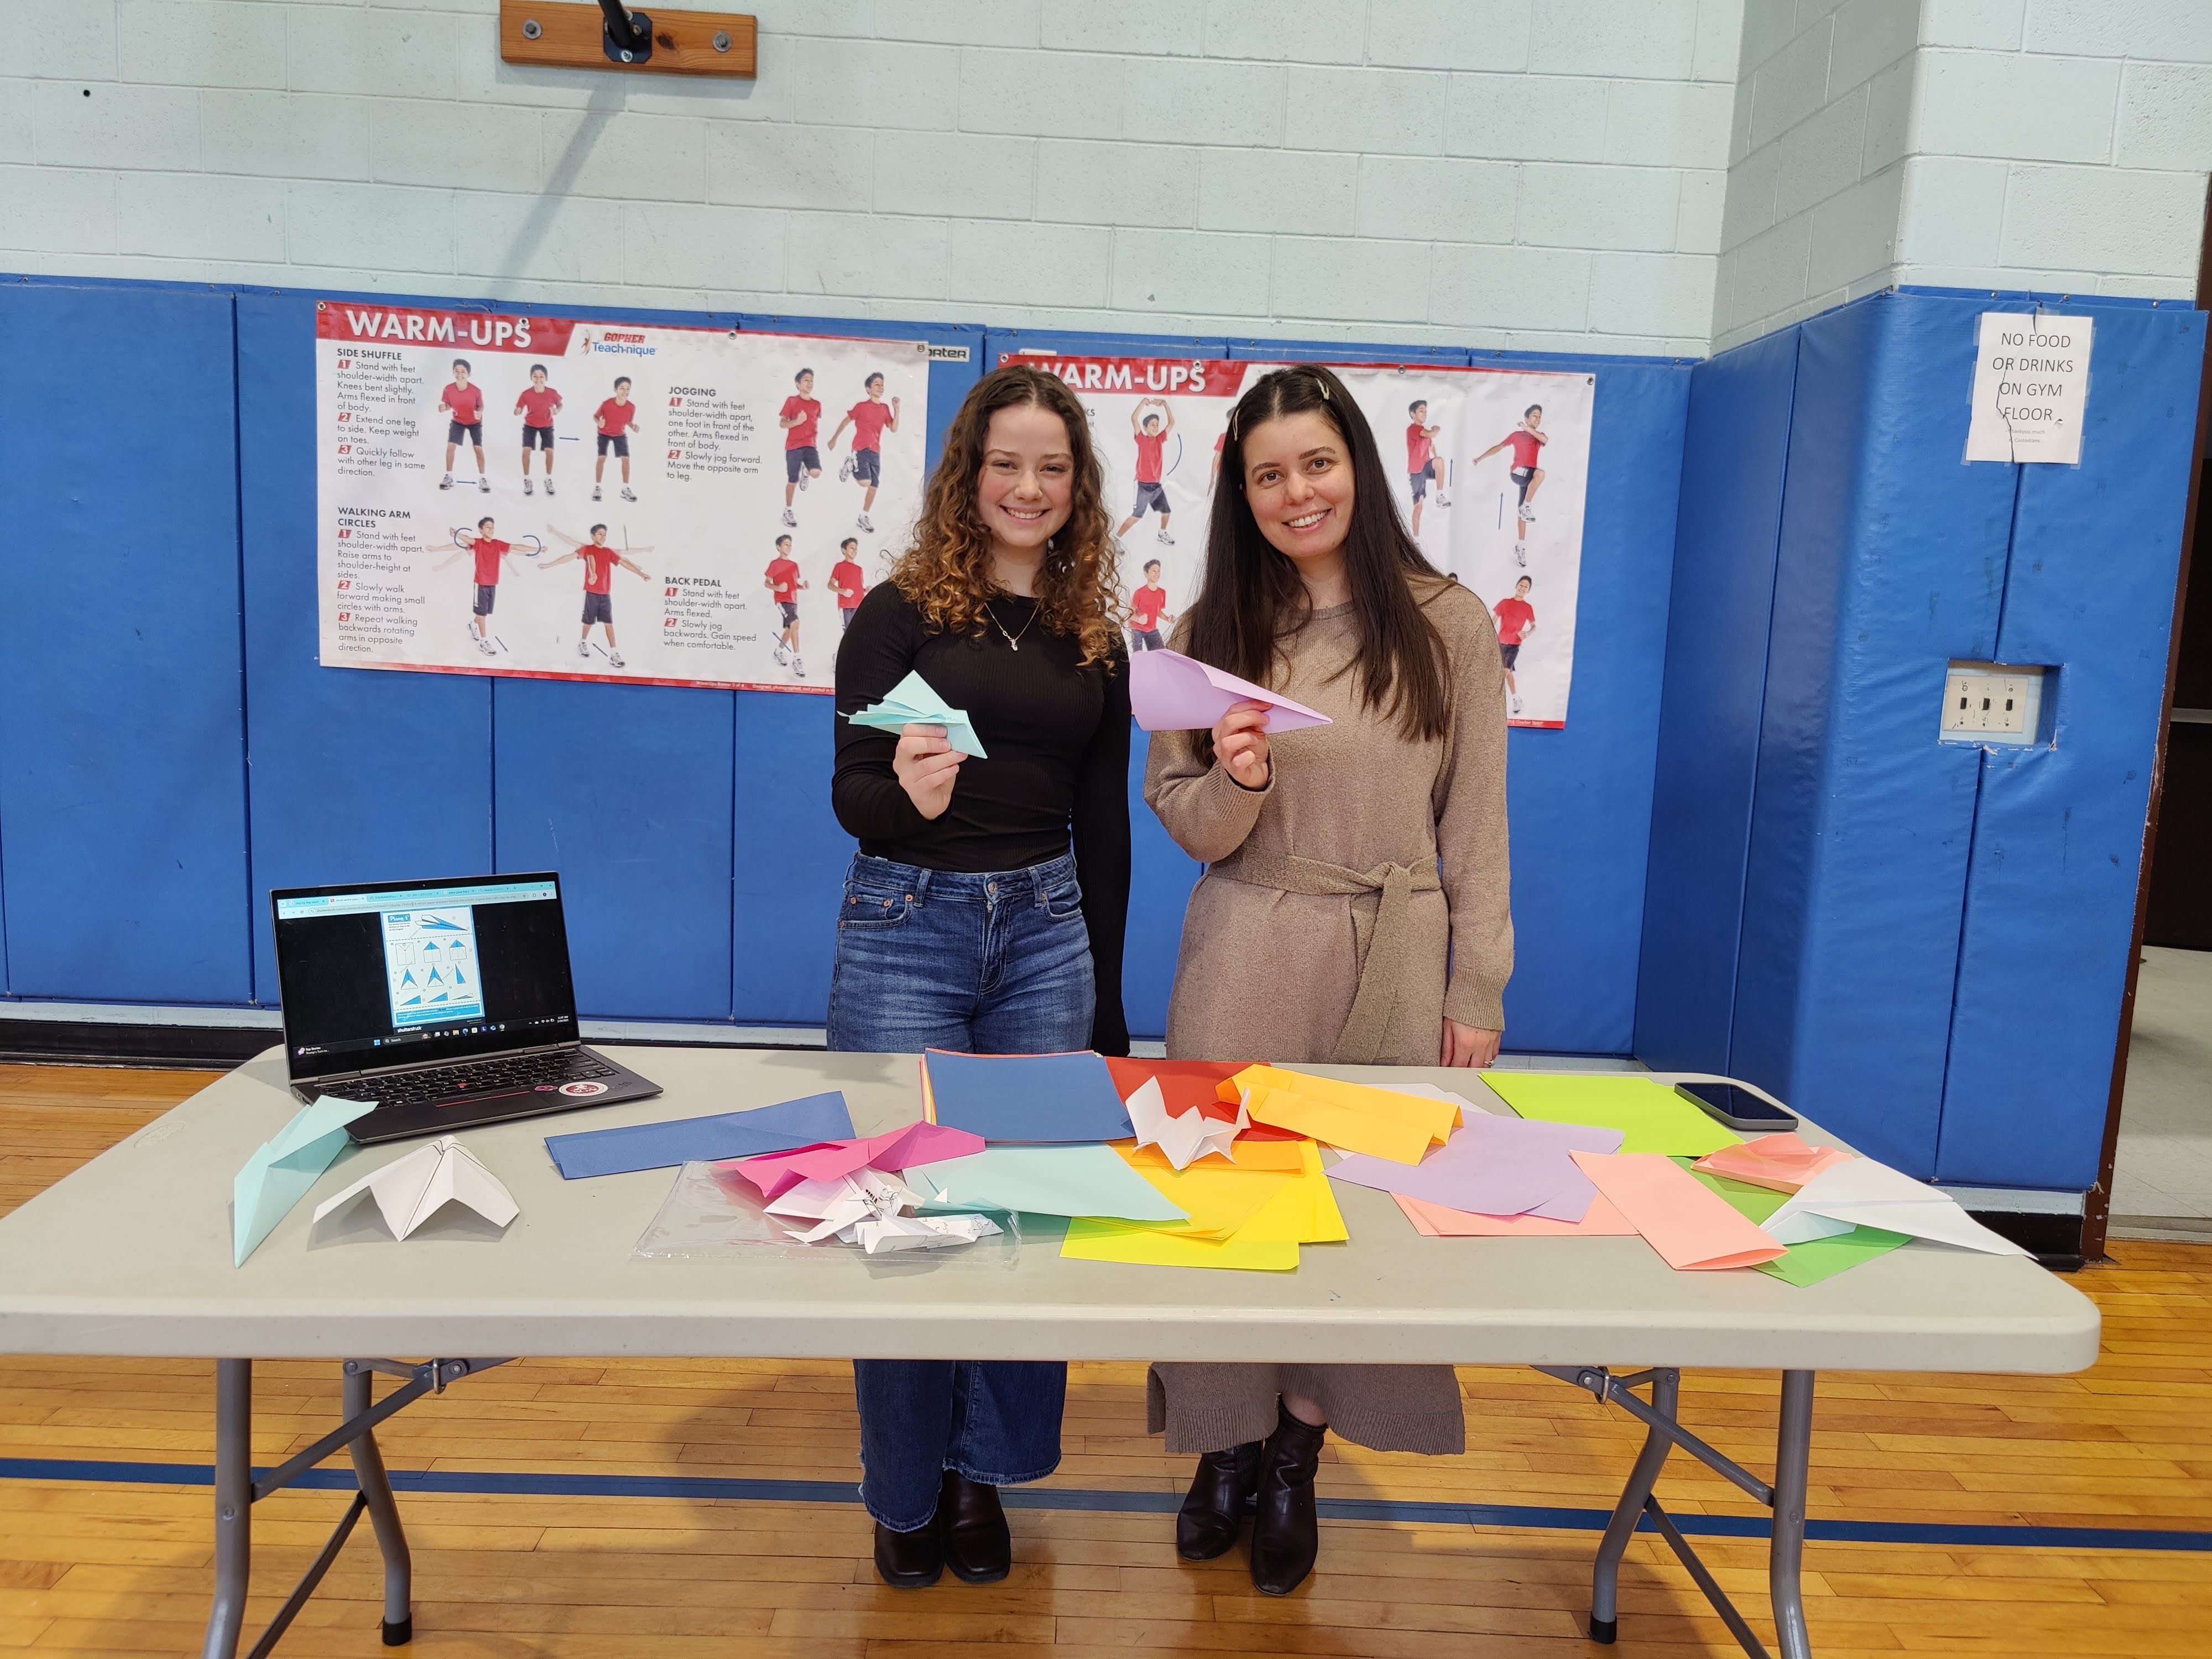 WARM-UPS
GOPHER
Teach-nique
SIDE SHUFFLE
1 Stand with feet
shoulder-width apart.
Knees bent slightly.
Arms flexed in front
of body.
2 Extend one leg
to side. Keep weight
on toes.
3 Quickly follow
with other leg in same
direction.
JOGGING
1 Stand with feet
shoulder-width apart,
one foot in front of the
other. Arms flexed in
front of body.
2 Slowly jog forward.
Move the opposite arm
to leg.
WALKING ARM
CIRCLES
1 Stand with feet
shoulder-width apart.
Raise arms to
shoulder-height at
sides.
2 Slowly walk
forward making small
circles with arms.
3 Repeat walking
backwards rotating
arms in opposite
direction.
BACK PEDAL
1 Stand with feet
shoulder-width apart.
Arms flexed.
2 Slowly jog
backwards. Gain speed
when comfortable.
WARM-UPS
NO FOOD
OR DRINKS
ON GYM
FLOOR
Search